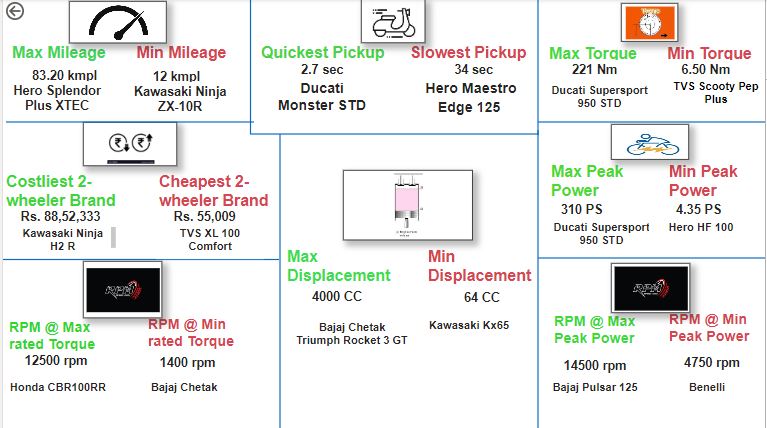 Max Mileage
83.20 kmpl
Hero Splendor
Plus XTEC
Min Mileage
12 kmpl
Kawasaki Ninja
ZX-10R
Quickest Pickup
2.7 sec
Ducati
Monster STD
Slowest Pickup
34 sec
Hero Maestro
Edge 125
Max Torque
221 Nm
Ducati Supersport
950 STD
Min Torque
6.50 Nm
TVS Scooty Pep
Plus
Costliest 2-
wheeler Brand
Rs. 88,52,333
Kawasaki Ninja
H2 R
Cheapest 2-
wheeler Brand
Rs. 55,009
TVS XL 100
Comfort
Max
Displacement
4000 CC
Bajaj Chetak
Triumph Rocket 3 GT
Min
Displacement
64 CC
Kawasaki Kx65
Max Peak
Power
310 PS
Ducati Supersport
950 STD
Min Peak
Power
4.35 PS
Hero HF 100
RPM
RPM @ Max
rated Torque
12500 rpm
Honda CBR100RR
RPM @ Min
rated Torque
1400 rpm
Bajaj Chetak
RPM
RPM @ Max
Peak Power
14500 rpm
Bajaj Pulsar 125
RPM @ Min
Peak Power
4750 rpm
Benelli